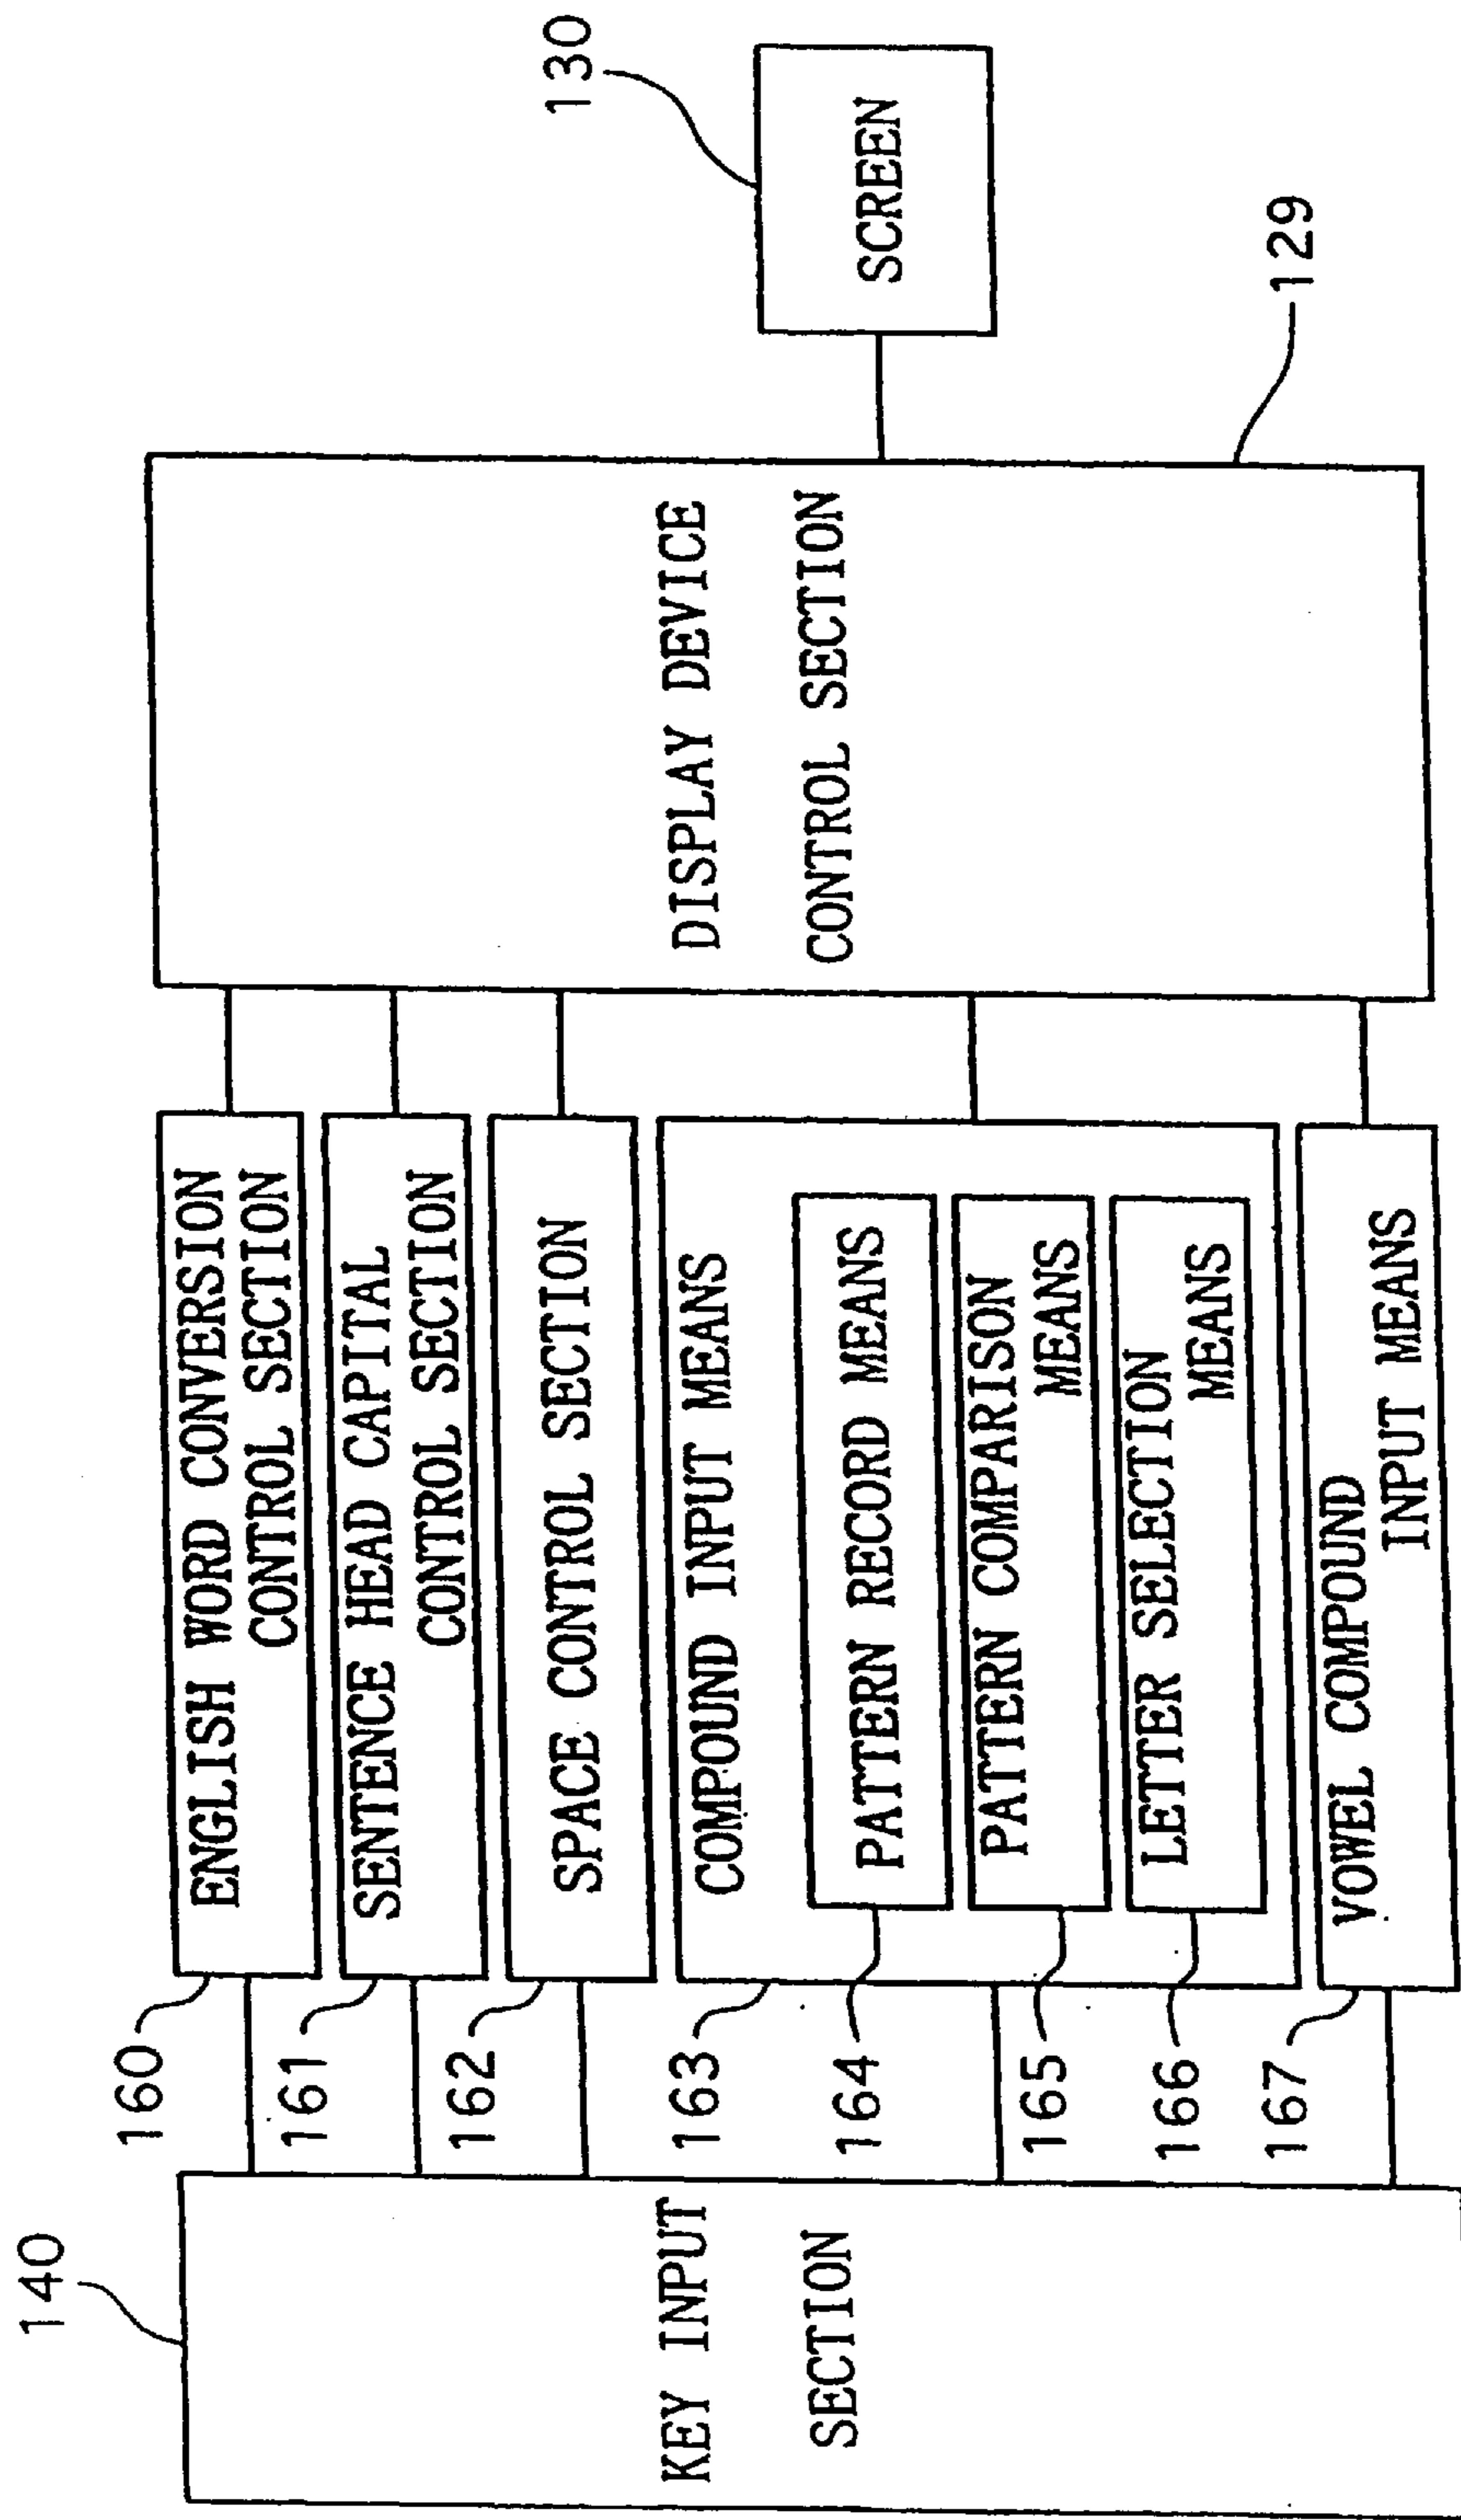 140
KEY INPUT
SECTION
160
ENGLISH WORD CONVERSION
CONTROL SECTION
161
SENTENCE HEAD CAPITAL
CONTROL SECTION
162
SPACE CONTROL SECTION
163
COMPOUND INPUT MEANS
164
PATTERN RECORD MEANS
165
PATTERN COMPARISON
MEANS
166
LETTER SELECTION
MEANS
167
VOWEL COMPOUND
INPUT MEANS
DISPLAY DEVICE
CONTROL SECTION
129
130
SCREEN